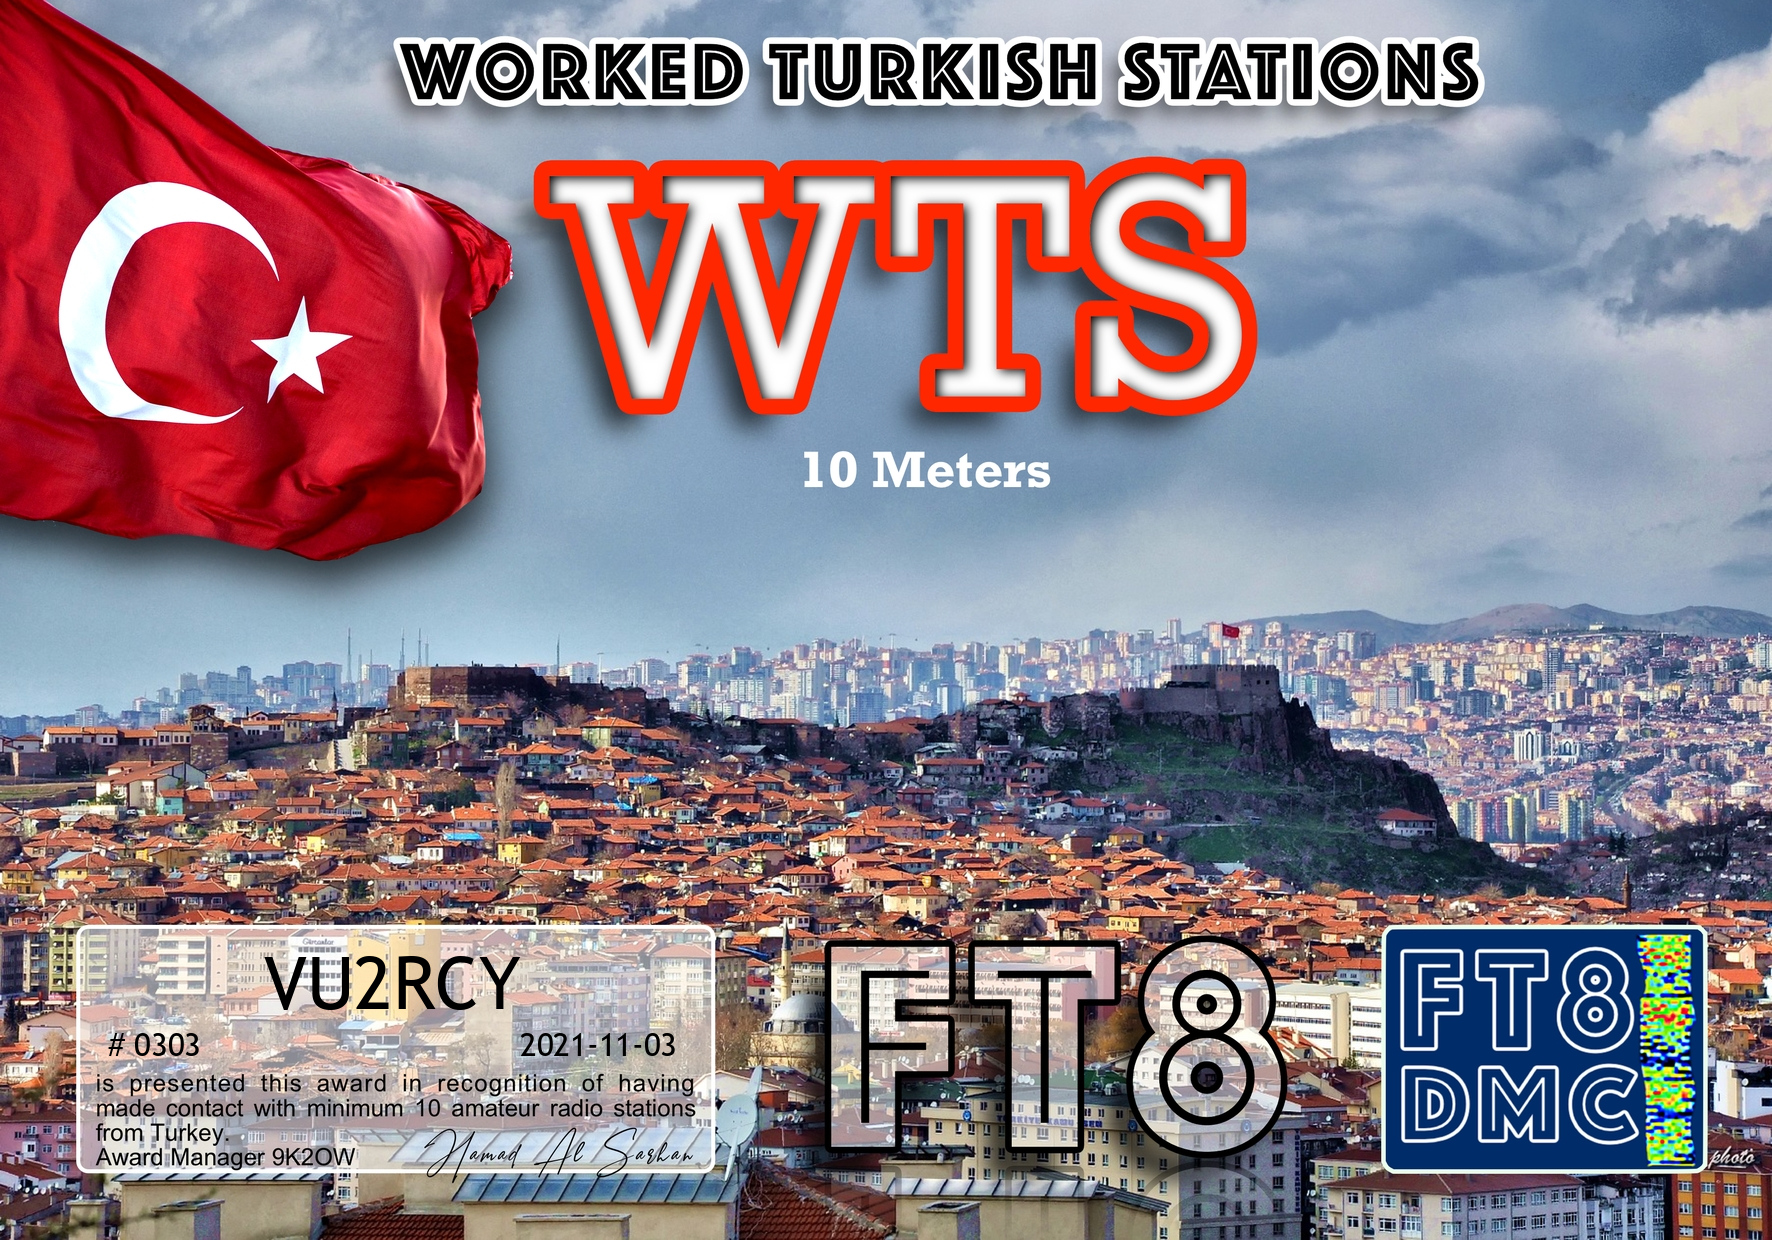 WORKED TURKISH STATIONS
WTS
10 Meters
VU2RCY
# 0303 2021-11-03
is presented this award in recognition of having
made contact with minimum 10 amateur radio stations
from Turkey.
Award Manager 9K2OW Hamad Al Sarhan
FT8
FT8
DMC
photo